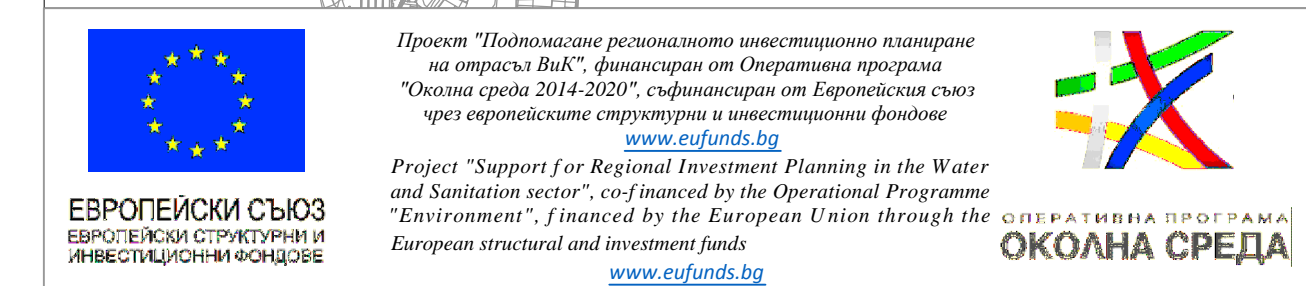 Проект "Подпомагане регионалното инвестиционно планиране
на отрасъл ВиК", финансиран от Оперативна програма
"Околна среда 2014-2020", съфинансиран от Европейския съюз
чрез европейските структурни и инвестиционни фондове
www.eufunds.bg
Project "Support for Regional Investment Planning in the Water
and Sanitation sector", co-financed by the Operational Programme
"Environment", financed by the European Union through the
European structural and investment funds
www.eufunds.bg
ЕВРОПЕЙСКИ СЪЮЗ
ЕВРОПЕЙСКИ СТРУКТУРНИ И
ИНВЕСТИЦИОННИ ФОНДОВЕ
ОПЕРАТИВНА ПРОГРАМА
ОКОЛНА СРЕДА